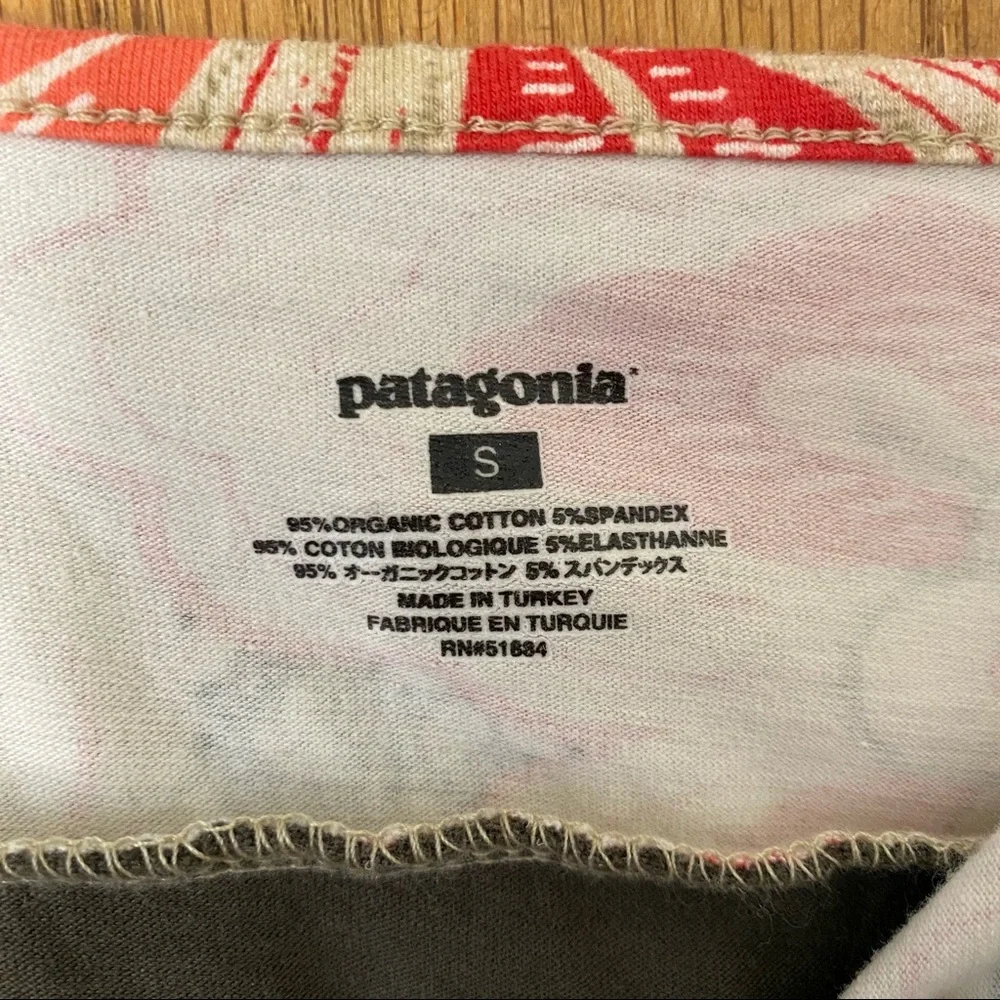 patagonia®
S
95%ORGANIC COTTON 5%SPANDEX
95% COTON BIOLOGIQUE 5%ELASTHANNE
95% オーガニックコットン 5% スパンデックス
MADE IN TURKEY
FABRIQUE EN TURQUIE
RN#51884